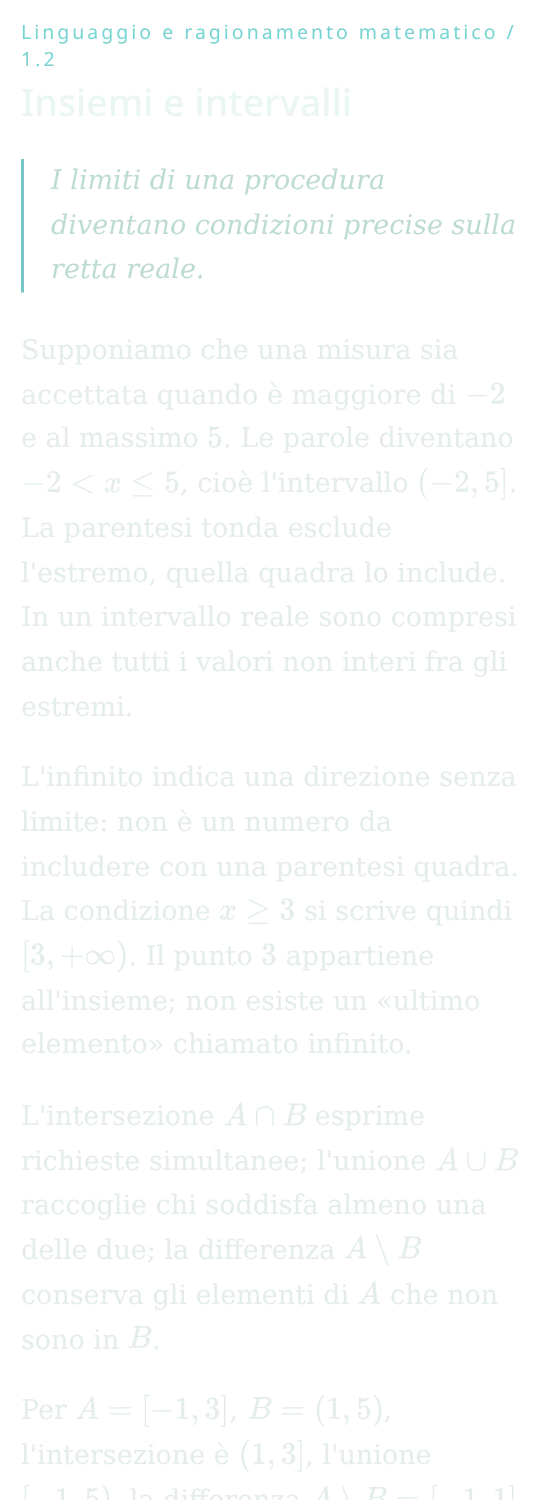 Linguaggio e ragionamento matematico /
1.2
Insiemi e intervalli
I limiti di una procedura
diventano condizioni precise sulla
retta reale.
Supponiamo che una misura sia
accettata quando è maggiore di −2
e al massimo 5. Le parole diventano
−2 < x ≤ 5, cioè l'intervallo (−2, 5].
La parentesi tonda esclude
l'estremo, quella quadra lo include.
In un intervallo reale sono compresi
anche tutti i valori non interi fra gli
estremi.
L'infinito indica una direzione senza
limite: non è un numero da
includere con una parentesi quadra.
La condizione x ≥ 3 si scrive quindi
[3, +∞). Il punto 3 appartiene
all'insieme; non esiste un «ultimo
elemento» chiamato infinito.
L'intersezione A ∩ B esprime
richieste simultanee; l'unione A ∪ B
raccoglie chi soddisfa almeno una
delle due; la differenza A \ B
conserva gli elementi di A che non
sono in B.
Per A = [−1, 3], B = (1, 5),
l'intersezione è (1, 3], l'unione
[−1, 5), la differenza A \ B = [−1, 1]